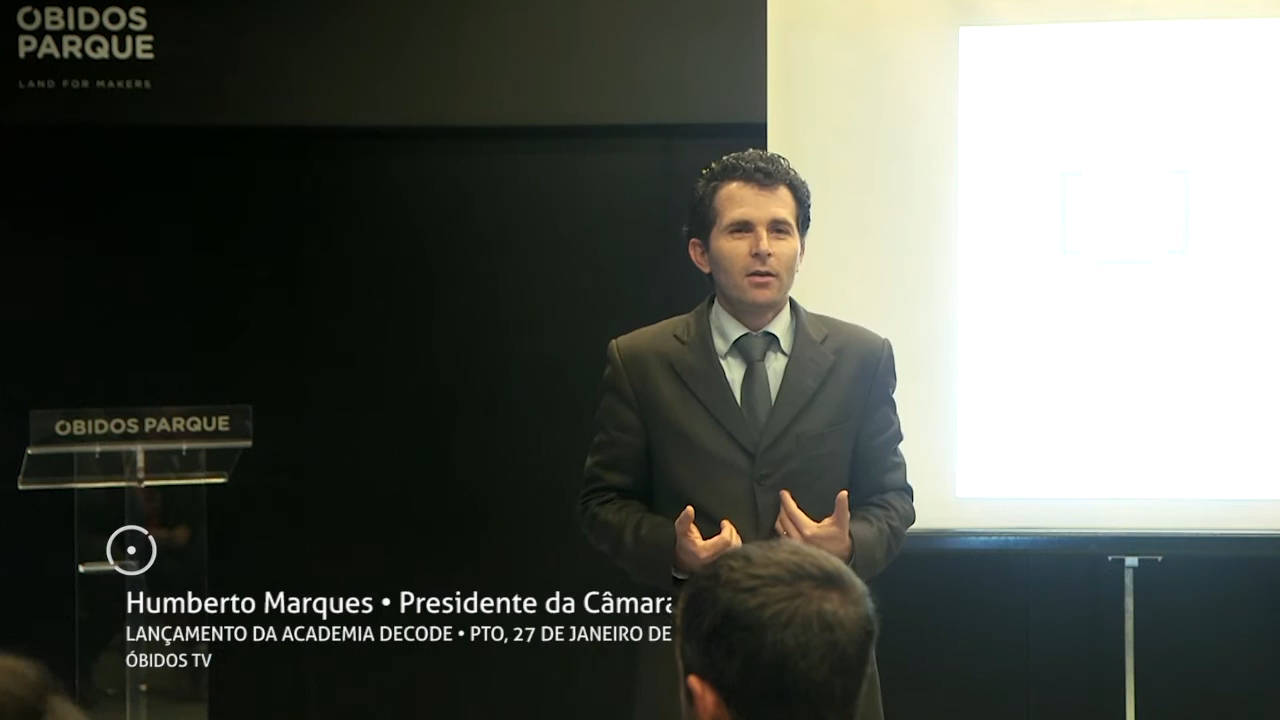 ÓBIDOS
PARQUE
LAND FOR MAKERS
ÓBIDOS PARQUE
Humberto Marques • Presidente da Câmara
LANÇAMENTO DA ACADEMIA DECODE • PTO, 27 DE JANEIRO DE
ÓBIDOS TV